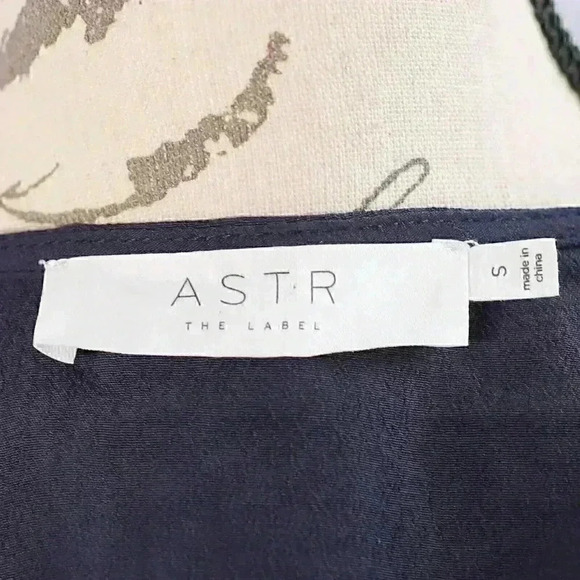 ASTR
THE LABEL
S
made in
china